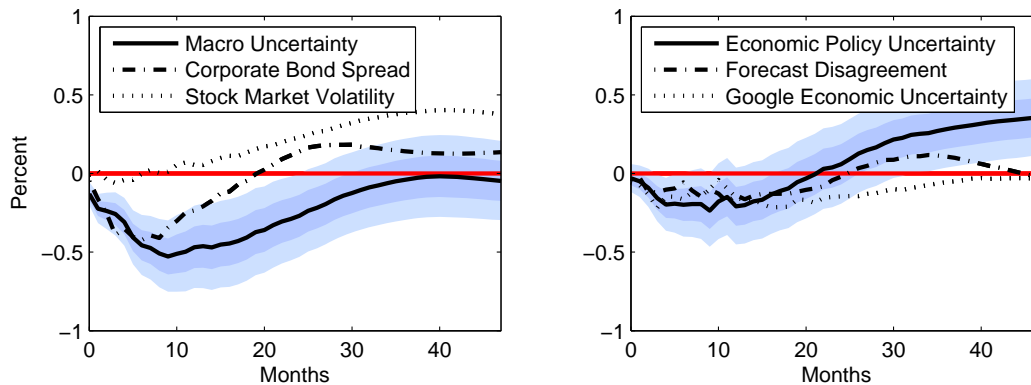 1
0.5
0
−0.5
−1
Percent
Macro Uncertainty
Corporate Bond Spread
Stock Market Volatility
0 10 20 30 40
Months
1
0.5
0
−0.5
−1
Economic Policy Uncertainty
Forecast Disagreement
Google Economic Uncertainty
0 10 20 30 40
Months